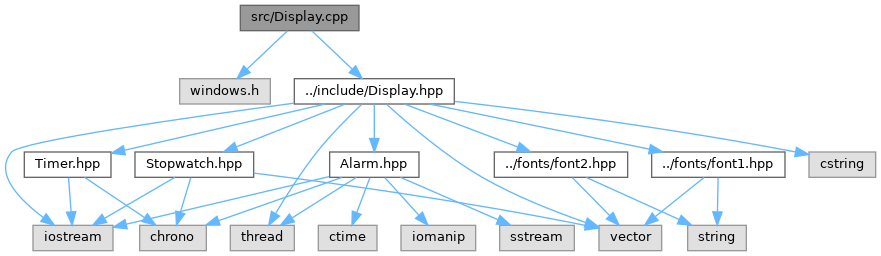 src/Display.cpp
windows.h
../include/Display.hpp
Timer.hpp
Stopwatch.hpp
Alarm.hpp
../fonts/font2.hpp
../fonts/font1.hpp
cstring
iostream
chrono
thread
ctime
iomanip
sstream
vector
string